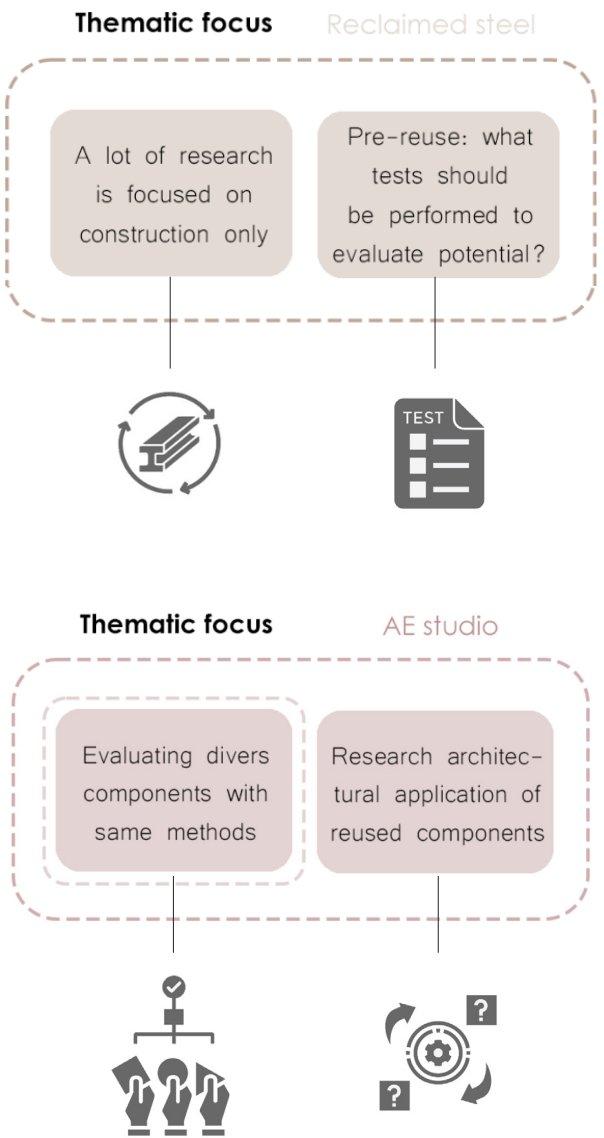 Thematic focus Reclaimed steel
A lot of research
is focused on
construction only
Pre-reuse: what
tests should
be performed to
evaluate potential?
TEST
Thematic focus AE studio
Evaluating divers
components with
same methods
Research architec-
tural application of
reused components
?
?